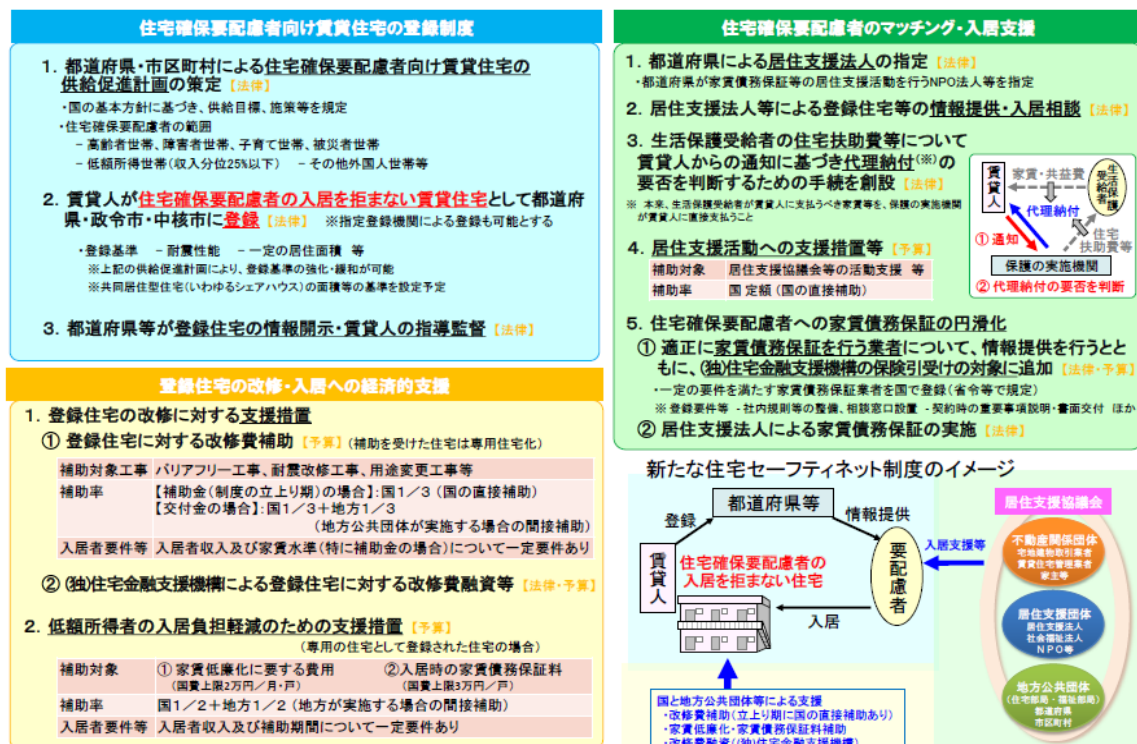 住宅確保要配慮者向け賃貸住宅の登録制度
1. 都道府県・市区町村による住宅確保要配慮者向け賃貸住宅の
供給促進計画の策定【法律】
・国の基本方針に基づき、供給目標、施策等を規定
・住宅確保要配慮者の範囲
－高齢者世帯、障害者世帯、子育て世帯、被災者世帯
－低額所得世帯(収入分位25%以下) －その他外国人世帯等
2. 賃貸人が住宅確保要配慮者の入居を拒まない賃貸住宅として都道府
県・政令市・中核市に登録【法律】 ※指定登録機関による登録も可能とする
・登録基準 －耐震性能 －一定の居住面積 等
※上記の供給促進計画により、登録基準の強化・緩和が可能
※共同居住型住宅(いわゆるシェアハウス)の面積等の基準を設定予定
3. 都道府県等が登録住宅の情報開示・賃貸人の指導監督【法律】
登録住宅の改修・入居への経済的支援
1. 登録住宅の改修に対する支援措置
① 登録住宅に対する改修費補助【予算】(補助を受けた住宅は専用住宅化)
補助対象工事 バリアフリー工事、耐震改修工事、用途変更工事等
補助率 【補助金(制度の立上り期)の場合】：国1／3 (国の直接補助)
【交付金の場合】：国1／3＋地方1／3
(地方公共団体が実施する場合の間接補助)
入居者要件等 入居者収入及び家賃水準(特に補助金の場合)について一定要件あり
② (独)住宅金融支援機構による登録住宅に対する改修費融資等【法律・予算】
2. 低額所得者の入居負担軽減のための支援措置【予算】
(専用の住宅として登録された住宅の場合)
補助対象 ① 家賃低廉化に要する費用 ②入居時の家賃債務保証料
(国費上限2万円／月・戸) (国費上限3万円／戸)
補助率 国1／2＋地方1／2 (地方が実施する場合の間接補助)
入居者要件等 入居者収入及び補助期間について一定要件あり
住宅確保要配慮者のマッチング・入居支援
1. 都道府県による居住支援法人の指定【法律】
・都道府県が家賃債務保証等の居住支援活動を行うNPO法人等を指定
2. 居住支援法人等による登録住宅等の情報提供・入居相談【法律】
3. 生活保護受給者の住宅扶助費等について
賃貸人からの通知に基づき代理納付(※)の
要否を判断するための手続を創設【法律】
※ 本来、生活保護受給者が賃貸人に支払うべき家賃等を、保護の実施機関
が賃貸人に直接支払うこと
賃貸人
家賃・共益費
生活保護
受給者
代理納付
① 通知
住宅
扶助費等
保護の実施機関
② 代理納付の要否を判断
4. 居住支援活動への支援措置等【予算】
補助対象 居住支援協議会等の活動支援 等
補助率 国 定額 (国の直接補助)
5. 住宅確保要配慮者への家賃債務保証の円滑化
① 適正に家賃債務保証を行う業者について、情報提供を行うとと
もに、(独)住宅金融支援機構の保険引受けの対象に追加【法律・予算】
・一定の要件を満たす家賃債務保証業者を国で登録(省令等で規定)
※ 登録要件等 -社内規則等の整備、相談窓口設置 -契約時の重要事項説明・書面交付 ほか
② 居住支援法人による家賃債務保証の実施【法律】
新たな住宅セーフティネット制度のイメージ
都道府県等
登録
情報提供
賃貸人
住宅確保要配慮者の
入居を拒まない住宅
要配慮者
入居
入居支援等
居住支援協議会
不動産関係団体
宅地建物取引業者
賃貸住宅管理業者
家主等
居住支援団体
居住支援法人
社会福祉法人
NPO等
地方公共団体
(住宅部局・福祉部局)
都道府県
市区町村
国と地方公共団体等による支援
・改修費補助(立上り期に国の直接補助あり)
・家賃低廉化・家賃債務保証料補助
・改修費融資((独)住宅金融支援機構)